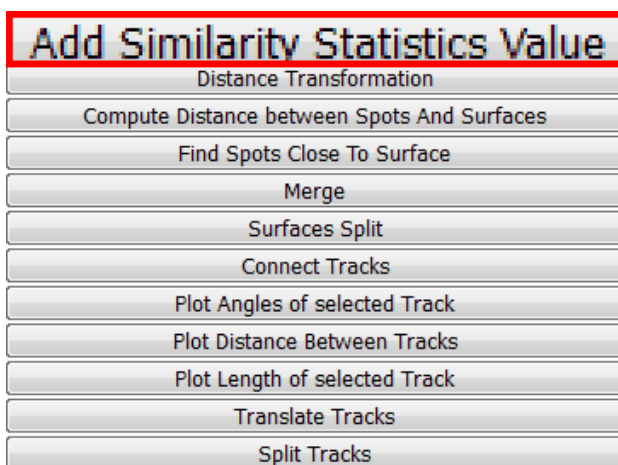 Add Similarity Statistics Value
Distance Transformation
Compute Distance between Spots And Surfaces
Find Spots Close To Surface
Merge
Surfaces Split
Connect Tracks
Plot Angles of selected Track
Plot Distance Between Tracks
Plot Length of selected Track
Translate Tracks
Split Tracks